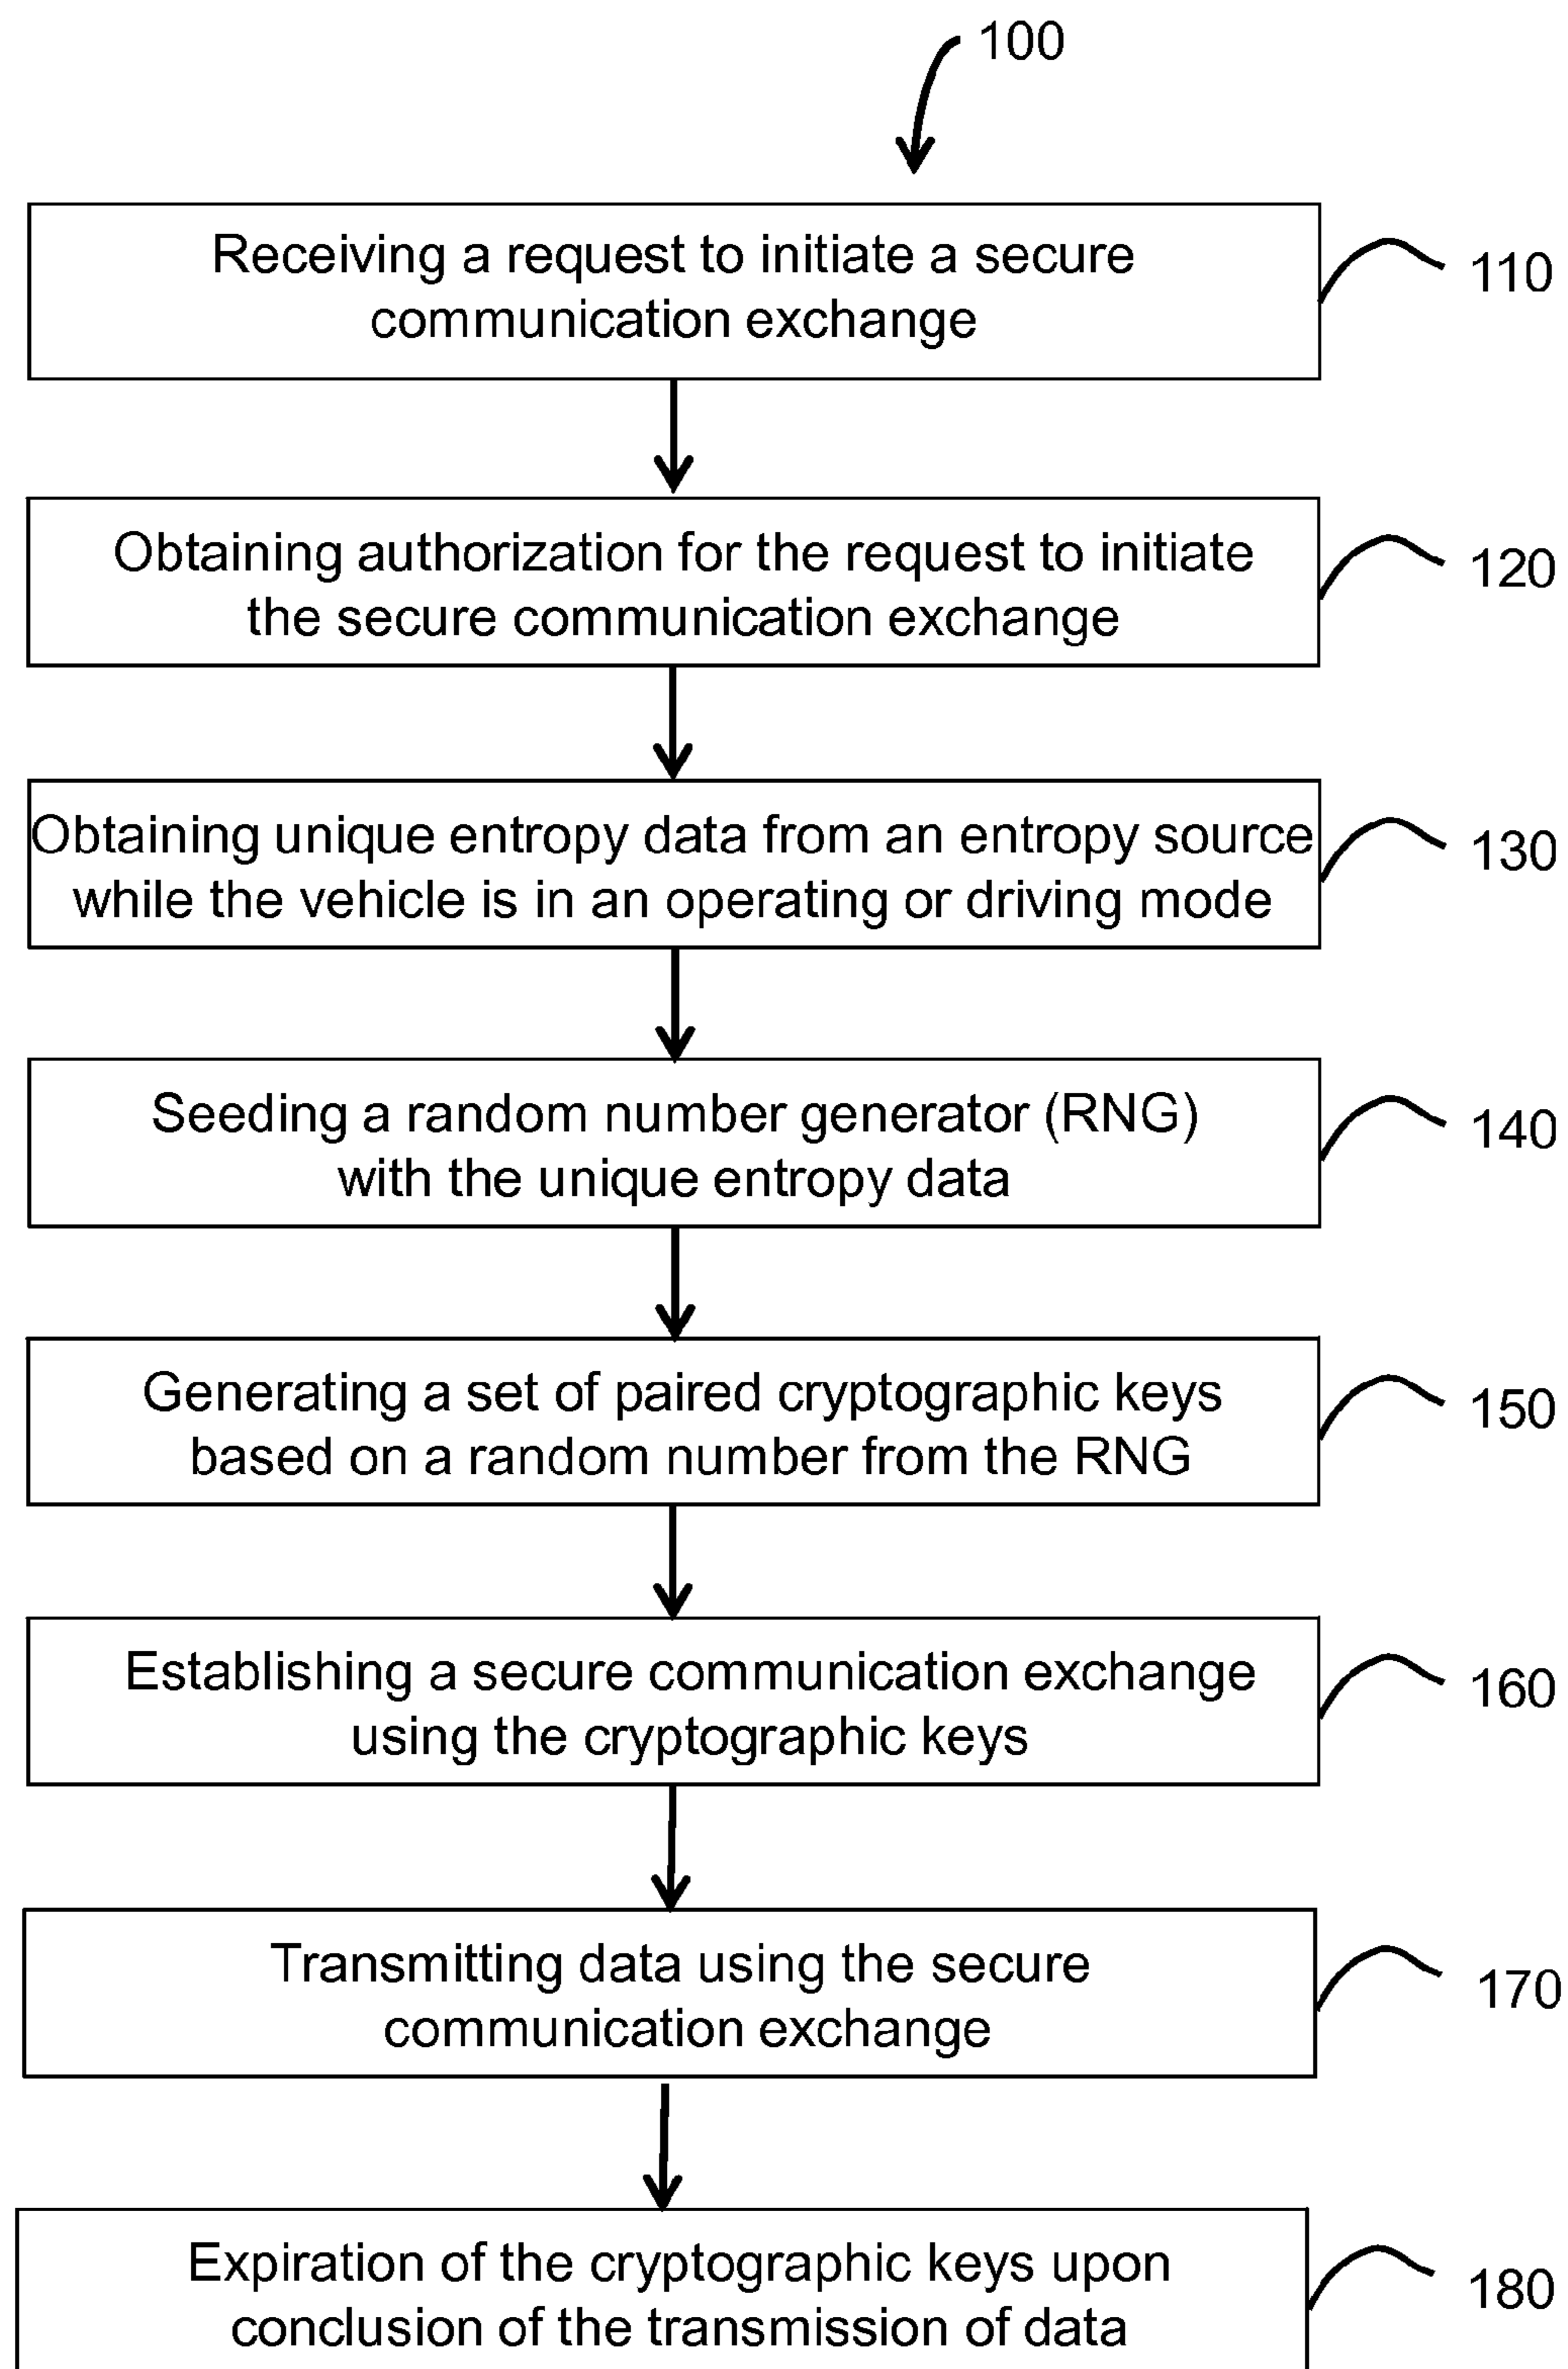 100
Receiving a request to initiate a secure
communication exchange
110
Obtaining authorization for the request to initiate
the secure communication exchange
120
Obtaining unique entropy data from an entropy source
while the vehicle is in an operating or driving mode
130
Seeding a random number generator (RNG)
with the unique entropy data
140
Generating a set of paired cryptographic keys
based on a random number from the RNG
150
Establishing a secure communication exchange
using the cryptographic keys
160
Transmitting data using the secure
communication exchange
170
Expiration of the cryptographic keys upon
conclusion of the transmission of data
180